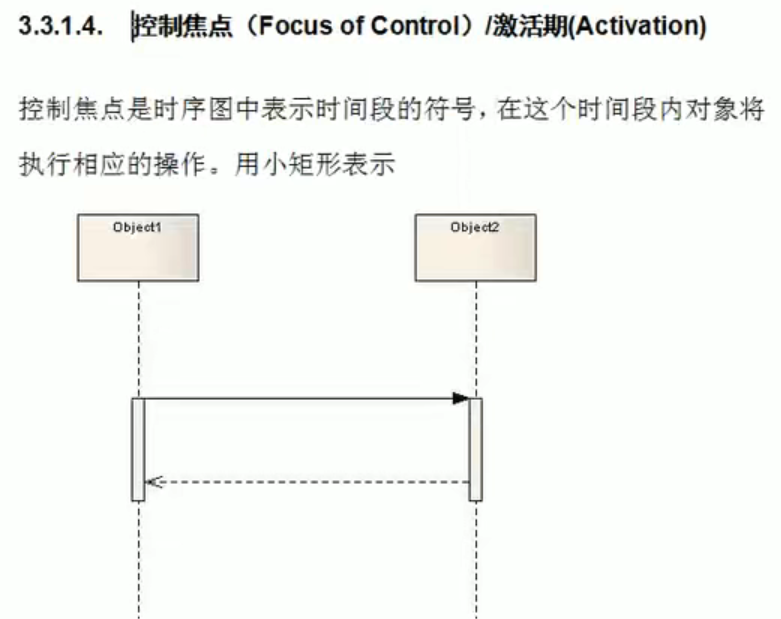 3.3.1.4. 控制焦点（Focus of Control）/激活期(Activation)
控制焦点是时序图中表示时间段的符号，在这个时间段内对象将
执行相应的操作。用小矩形表示
Object1
Object2